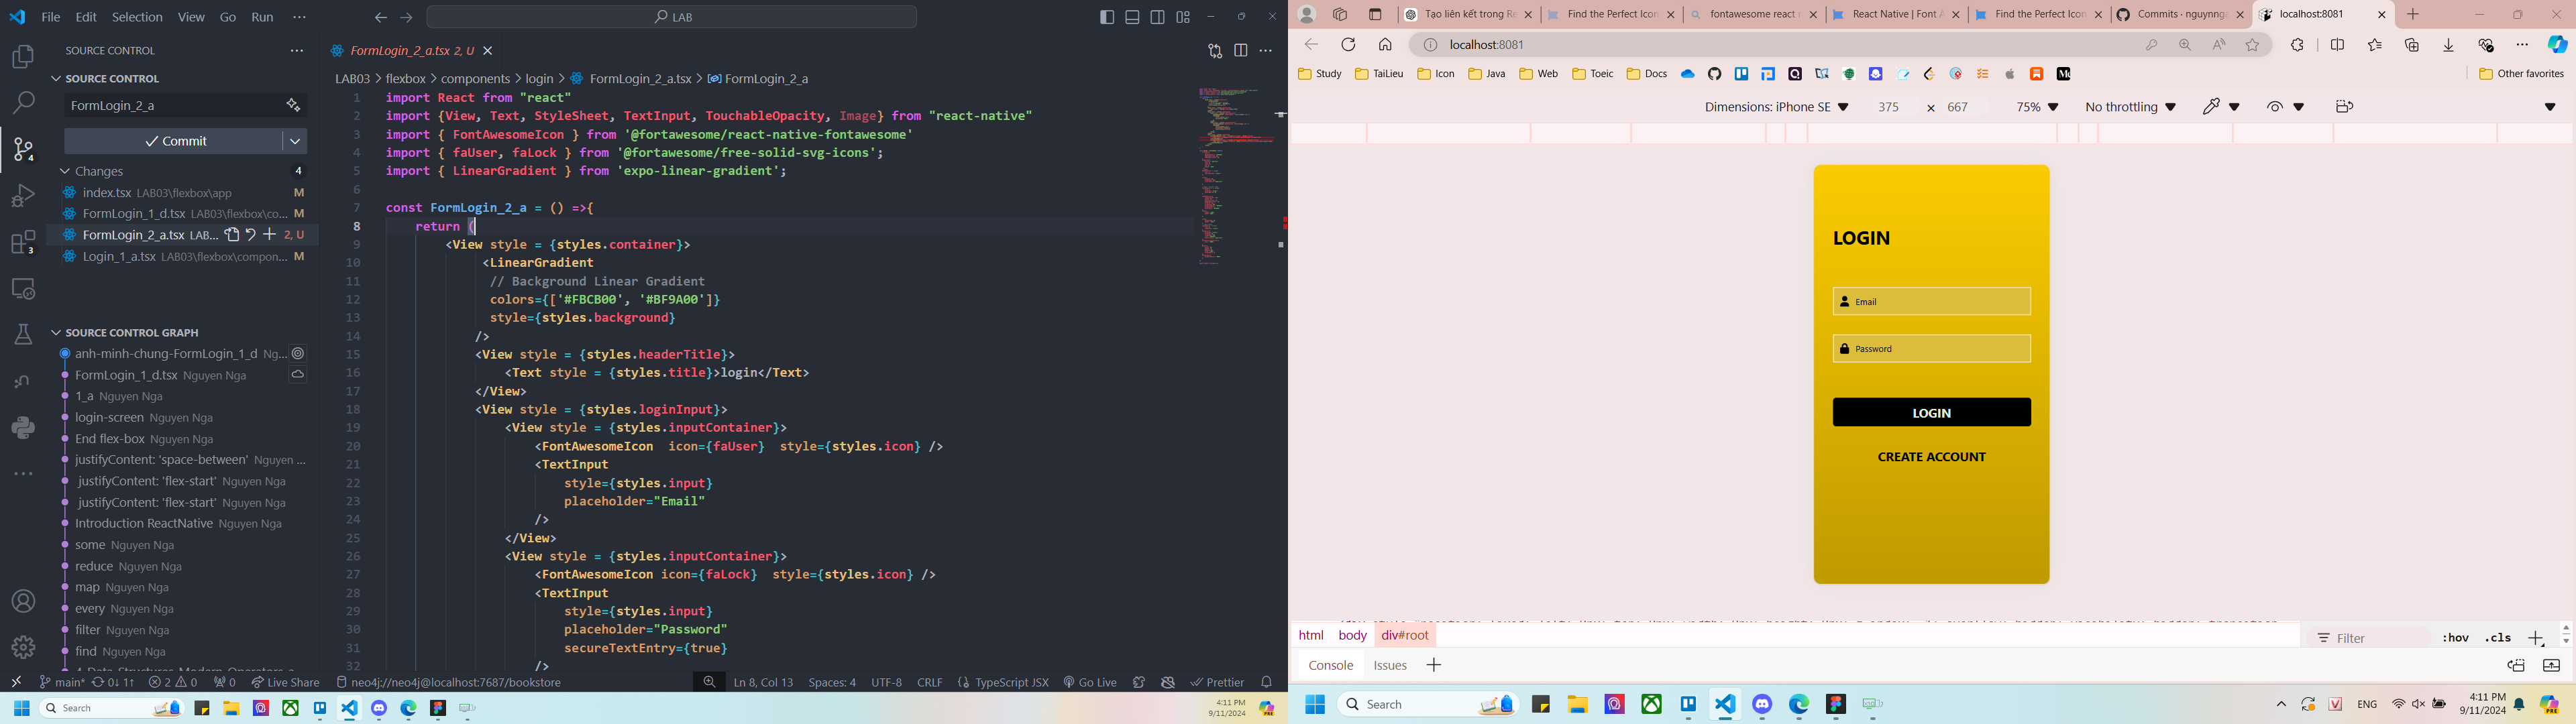 File Edit Selection View Go Run ···
LAB
SOURCE CONTROL
SOURCE CONTROL
FormLogin_2_a
Commit
Changes 4
index.tsx LAB03\flexbox\app M
FormLogin_1_d.tsx LAB03\flexbox\co... M
FormLogin_2_a.tsx LAB... 2, U
Login_1_a.tsx LAB03\flexbox\compon... M
SOURCE CONTROL GRAPH
anh-minh-chung-FormLogin_1_d Ng...
FormLogin_1_d.tsx Nguyen Nga
1_a Nguyen Nga
login-screen Nguyen Nga
End flex-box Nguyen Nga
justifyContent: 'space-between' Nguyen ...
justifyContent: 'flex-start' Nguyen Nga
justifyContent: 'flex-start' Nguyen Nga
Introduction ReactNative Nguyen Nga
some Nguyen Nga
reduce Nguyen Nga
map Nguyen Nga
every Nguyen Nga
filter Nguyen Nga
find Nguyen Nga
4
3
FormLogin_2_a.tsx 2, U
LAB03 > flexbox > components > login > FormLogin_2_a.tsx > FormLogin_2_a
1 import React from "react"
2 import {View, Text, StyleSheet, TextInput, TouchableOpacity, Image} from "react-native"
3 import { FontAwesomeIcon } from '@fortawesome/react-native-fontawesome'
4 import { faUser, faLock } from '@fortawesome/free-solid-svg-icons';
5 import { LinearGradient } from 'expo-linear-gradient';
6
7 const FormLogin_2_a = () =>{
8 return (
9 <View style = {styles.container}>
10 <LinearGradient
11 // Background Linear Gradient
12 colors={['#FBCB00', '#BF9A00']}
13 style={styles.background}
14 />
15 <View style = {styles.headerTitle}>
16 <Text style = {styles.title}>login</Text>
17 </View>
18 <View style = {styles.loginInput}>
19 <View style = {styles.inputContainer}>
20 <FontAwesomeIcon icon={faUser} style={styles.icon} />
21 <TextInput
22 style={styles.input}
23 placeholder="Email"
24 />
25 </View>
26 <View style = {styles.inputContainer}>
27 <FontAwesomeIcon icon={faLock} style={styles.icon} />
28 <TextInput
29 style={styles.input}
30 placeholder="Password"
31 secureTextEntry={true}
32 />
main* 0↓ 1↑ 2 0 0 Live Share neo4j://neo4j@localhost:7687/bookstore Ln 8, Col 13 Spaces: 4 UTF-8 CRLF TypeScript JSX Go Live Prettier
Search
4:11 PM
9/11/2024
Tạo liên kết trong Re
Find the Perfect Icon
fontawesome react n
React Native | Font A
Find the Perfect Icon
Commits · nguynnga
localhost:8081
localhost:8081
Study TaiLieu Icon Java Web Toeic Docs Other favorites
Dimensions: iPhone SE 375 × 667 75% No throttling
LOGIN
Email
Password
LOGIN
CREATE ACCOUNT
html body div#root Filter :hov .cls
Console Issues
Search
ENG
4:11 PM
9/11/2024